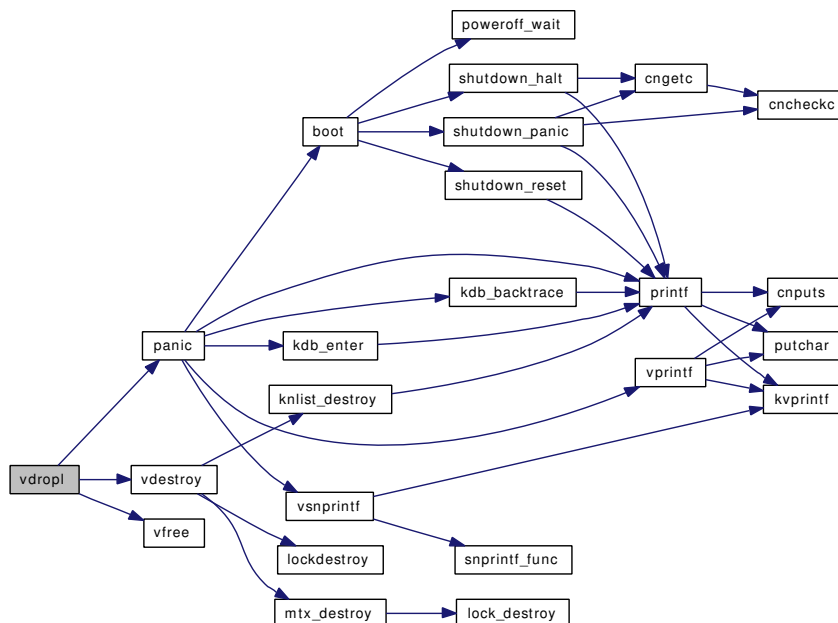 poweroff_wait
shutdown_halt
cngetc
cncheckc
boot
shutdown_panic
shutdown_reset
kdb_backtrace
printf
cnputs
panic
kdb_enter
putchar
vprintf
knlist_destroy
kvprintf
vdropl
vdestroy
vsnprintf
vfree
lockdestroy
snprintf_func
mtx_destroy
lock_destroy